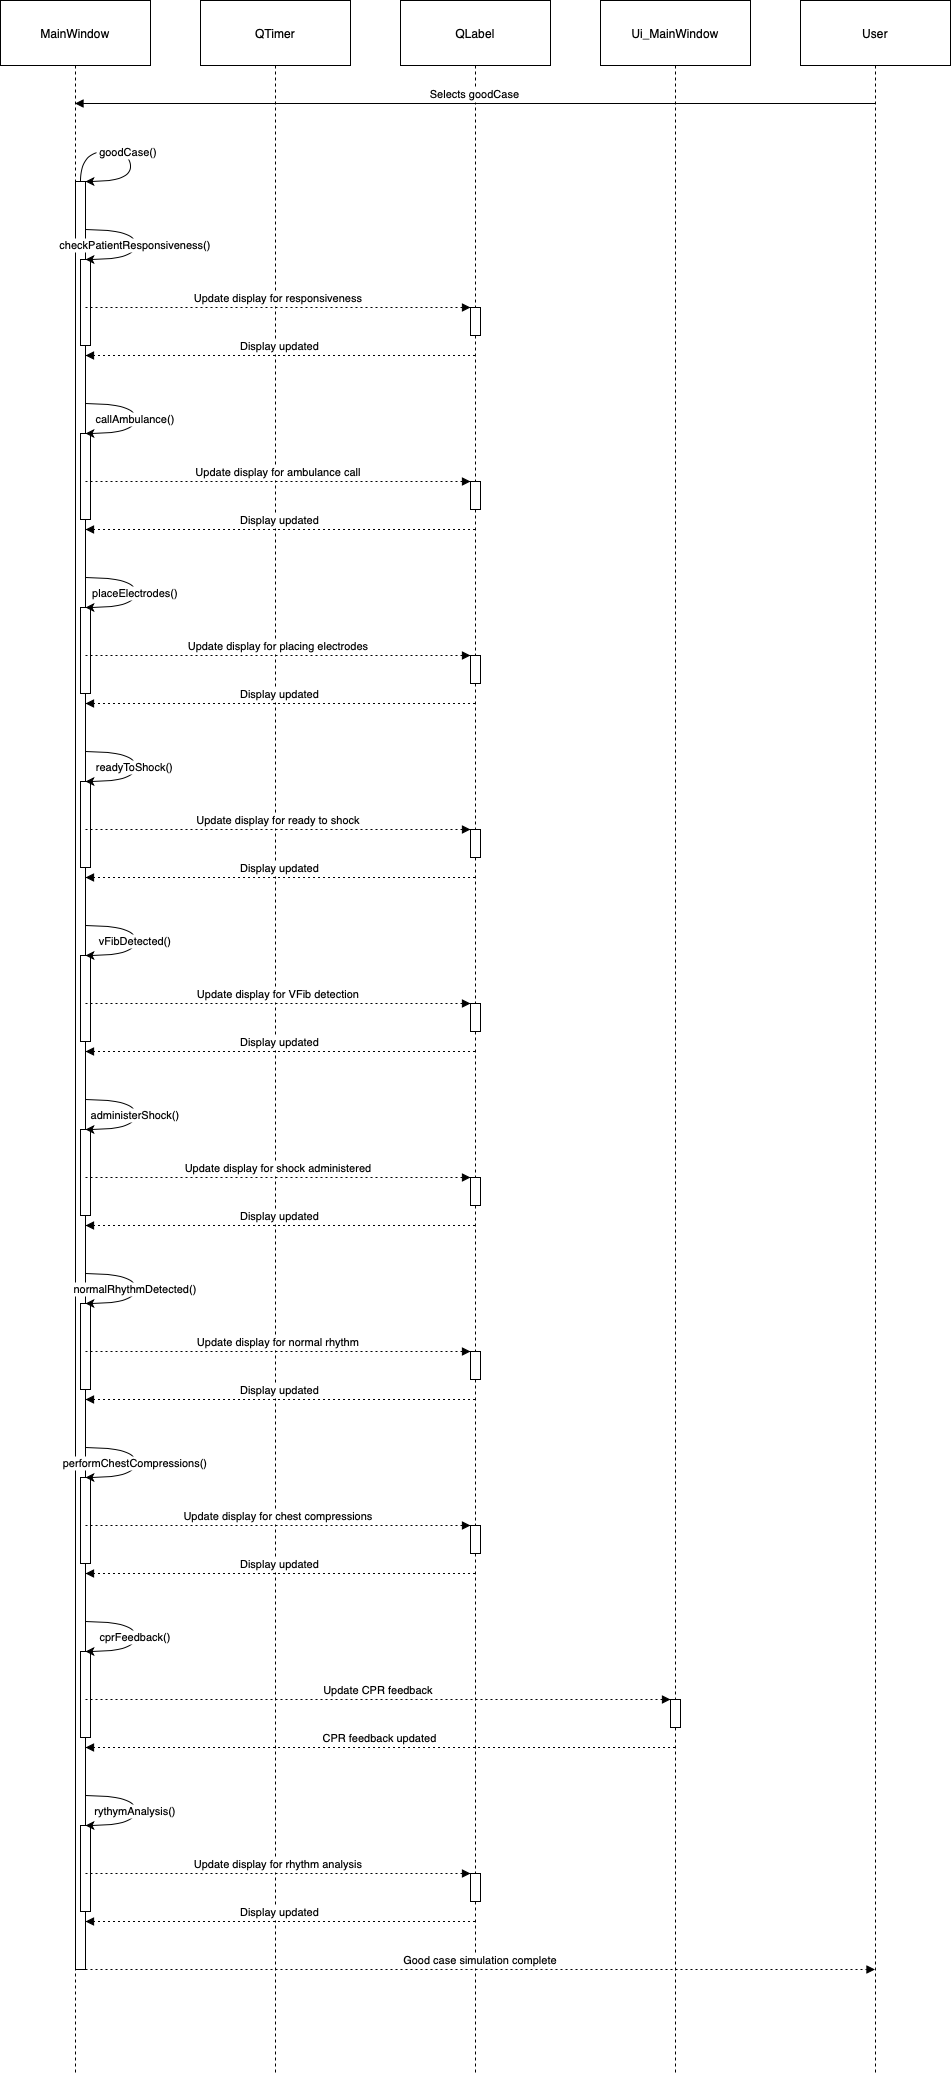 MainWindow
QTimer
QLabel
Ui_MainWindow
User
Selects goodCase
goodCase()
checkPatientResponsiveness()
Update display for responsiveness
Display updated
callAmbulance()
Update display for ambulance call
Display updated
placeElectrodes()
Update display for placing electrodes
Display updated
readyToShock()
Update display for ready to shock
Display updated
vFibDetected()
Update display for VFib detection
Display updated
administerShock()
Update display for shock administered
Display updated
normalRhythmDetected()
Update display for normal rhythm
Display updated
performChestCompressions()
Update display for chest compressions
Display updated
cprFeedback()
Update CPR feedback
CPR feedback updated
rythymAnalysis()
Update display for rhythm analysis
Display updated
Good case simulation complete